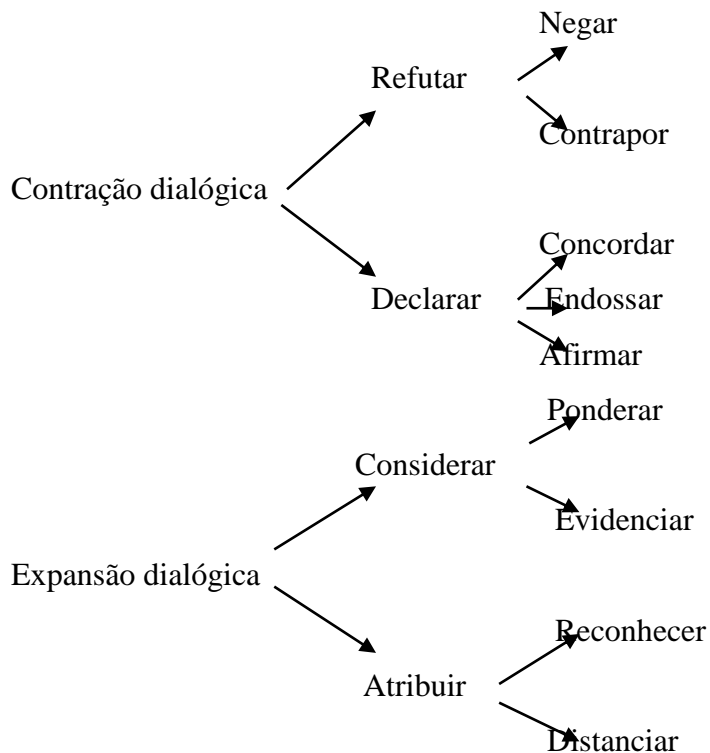 Negar
Refutar
Contrapor
Contração dialógica
Concordar
Declarar
Endossar
Afirmar
Ponderar
Considerar
Evidenciar
Expansão dialógica
Reconhecer
Atribuir
Distanciar